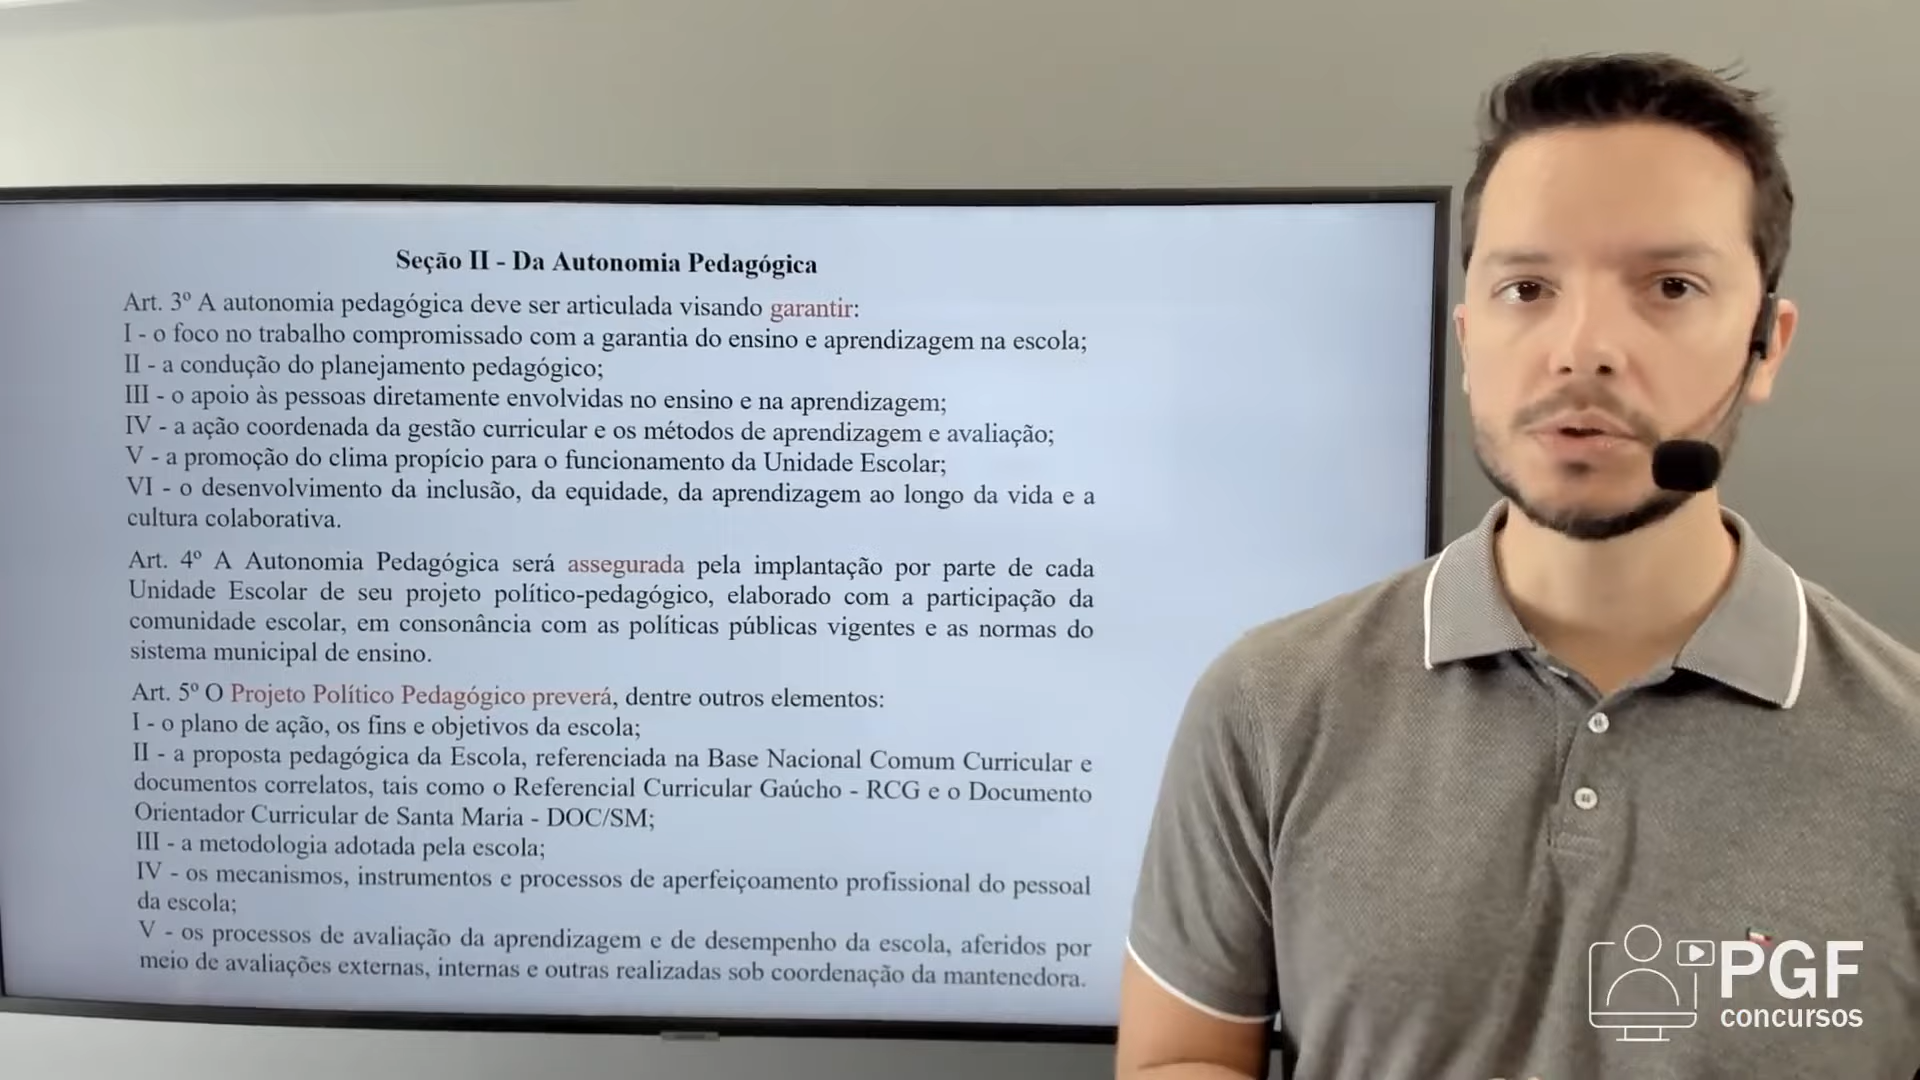 Seção II - Da Autonomia Pedagógica
Art. 3º A autonomia pedagógica deve ser articulada visando garantir:
I - o foco no trabalho compromissado com a garantia do ensino e aprendizagem na escola;
II - a condução do planejamento pedagógico;
III - o apoio às pessoas diretamente envolvidas no ensino e na aprendizagem;
IV - a ação coordenada da gestão curricular e os métodos de aprendizagem e avaliação;
V - a promoção do clima propício para o funcionamento da Unidade Escolar;
VI - o desenvolvimento da inclusão, da equidade, da aprendizagem ao longo da vida e a
cultura colaborativa.
Art. 4º A Autonomia Pedagógica será assegurada pela implantação por parte de cada
Unidade Escolar de seu projeto político-pedagógico, elaborado com a participação da
comunidade escolar, em consonância com as políticas públicas vigentes e as normas do
sistema municipal de ensino.
Art. 5º O Projeto Político Pedagógico preverá, dentre outros elementos:
I - o plano de ação, os fins e objetivos da escola;
II - a proposta pedagógica da Escola, referenciada na Base Nacional Comum Curricular e
documentos correlatos, tais como o Referencial Curricular Gaúcho - RCG e o Documento
Orientador Curricular de Santa Maria - DOC/SM;
III - a metodologia adotada pela escola;
IV - os mecanismos, instrumentos e processos de aperfeiçoamento profissional do pessoal
da escola;
V - os processos de avaliação da aprendizagem e de desempenho da escola, aferidos por
meio de avaliações externas, internas e outras realizadas sob coordenação da mantenedora.
PGF
concursos